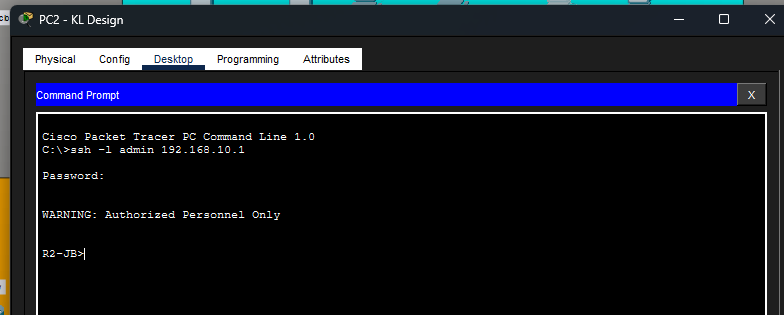 PC2 - KL Design
Physical Config Desktop Programming Attributes
Command Prompt
X
Cisco Packet Tracer PC Command Line 1.0
C:\>ssh -l admin 192.168.10.1
Password:
WARNING: Authorized Personnel Only
R2-JB>